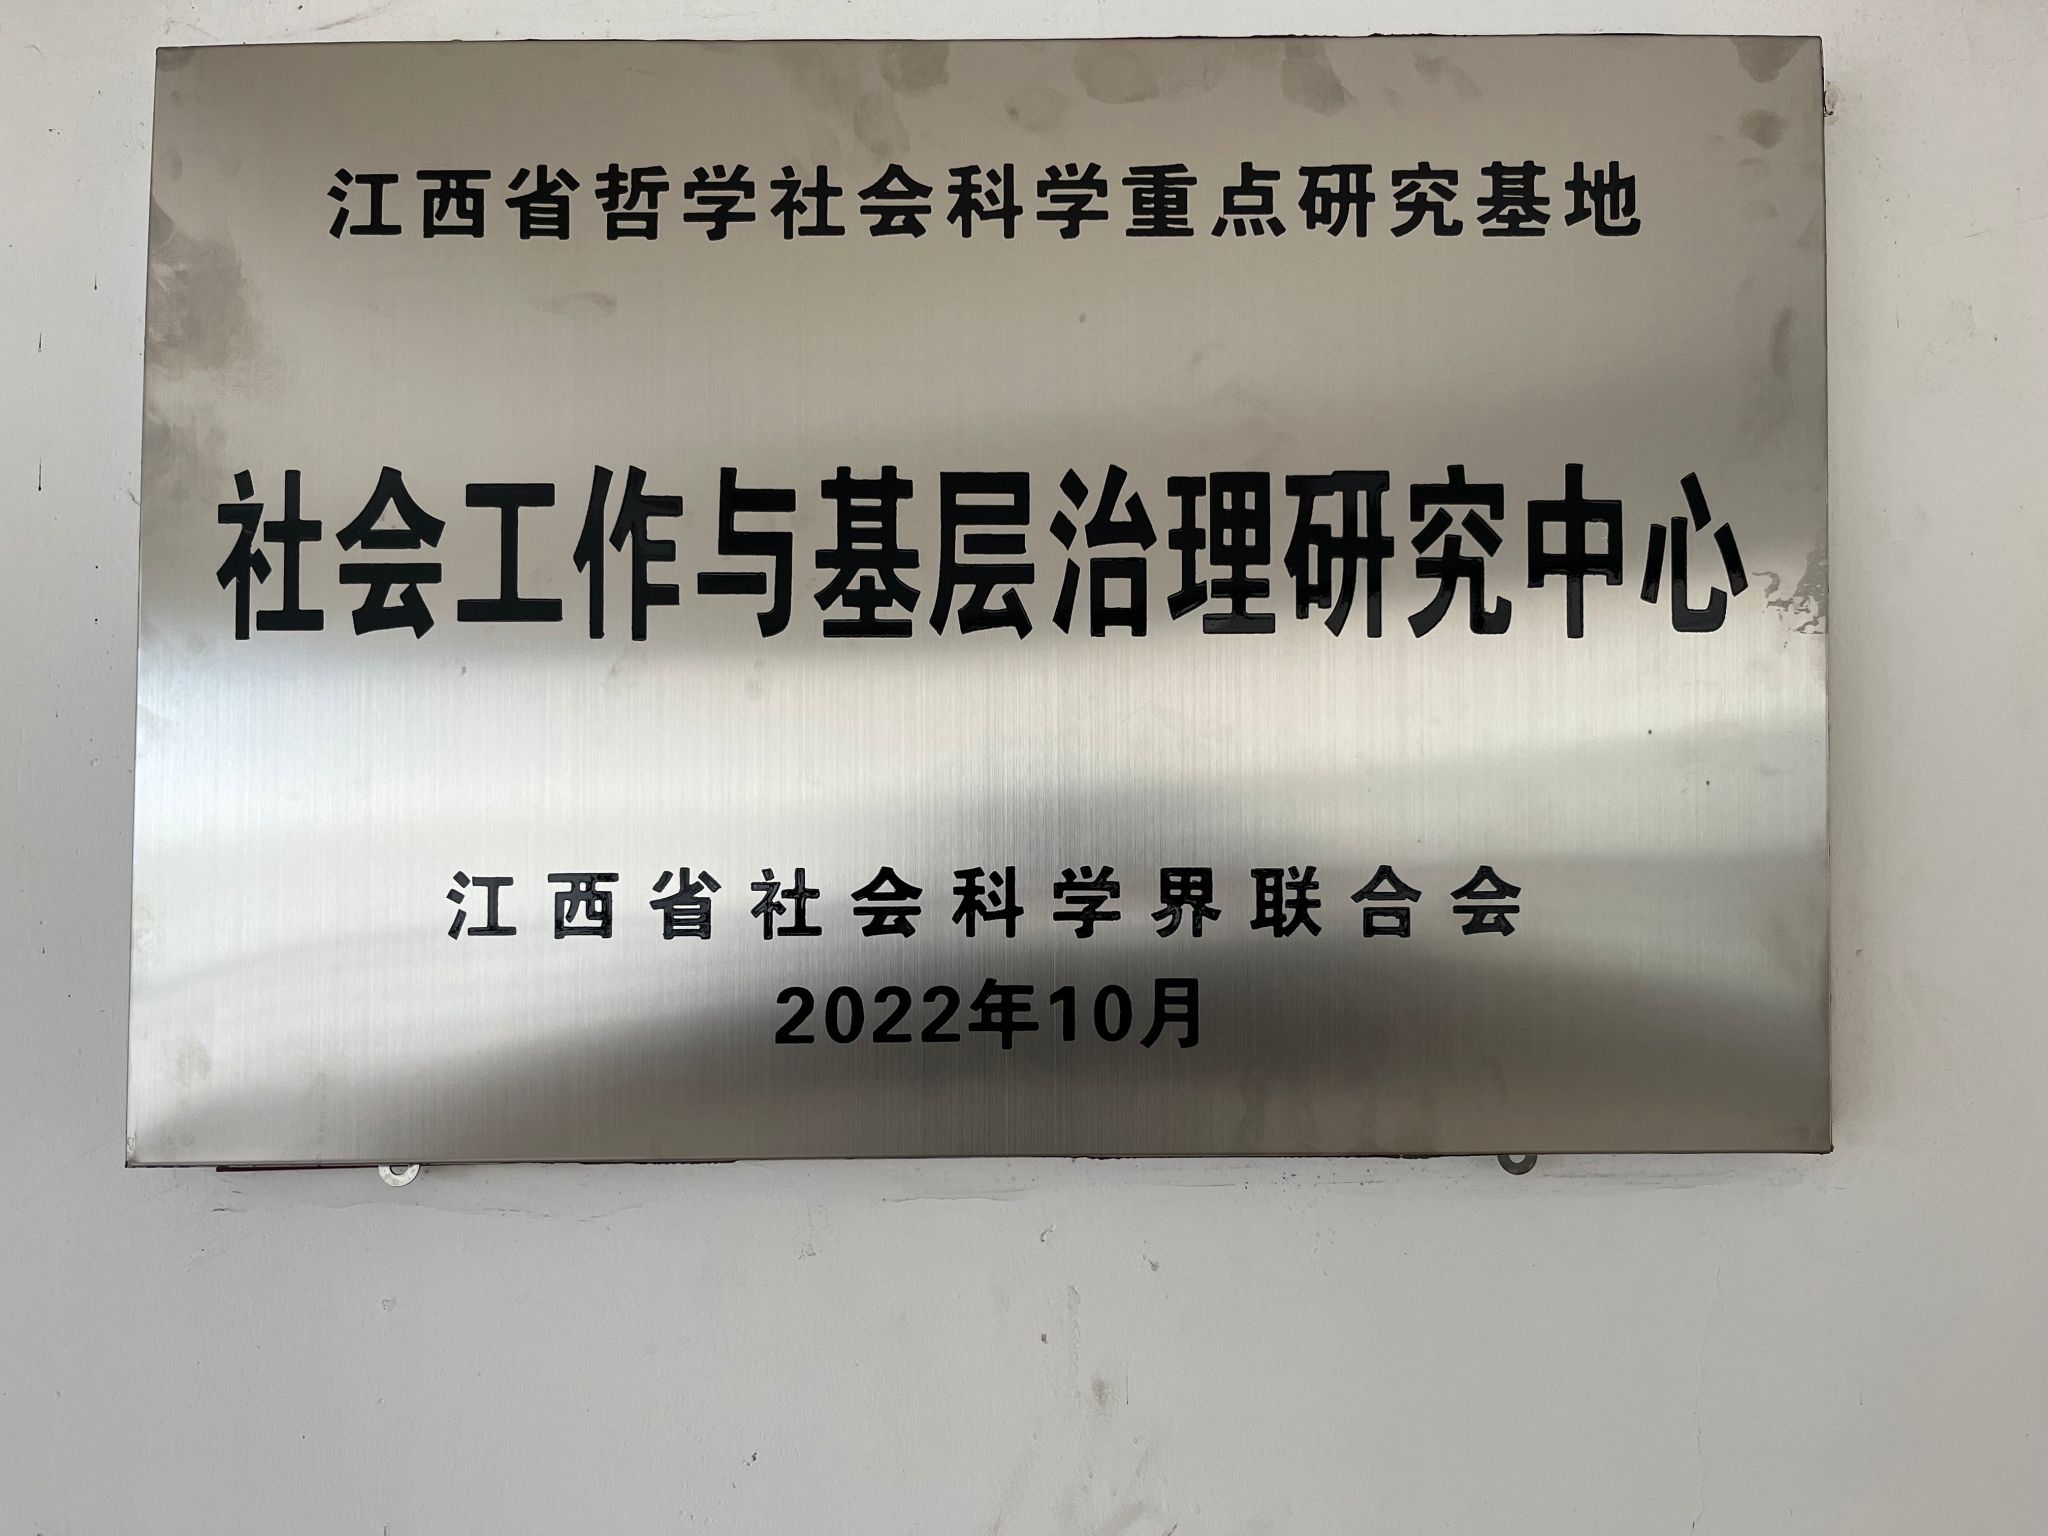 江西省哲学社会科学重点研究基地
社会工作与基层治理研究中心
江西省社会科学界联合会
2022年10月